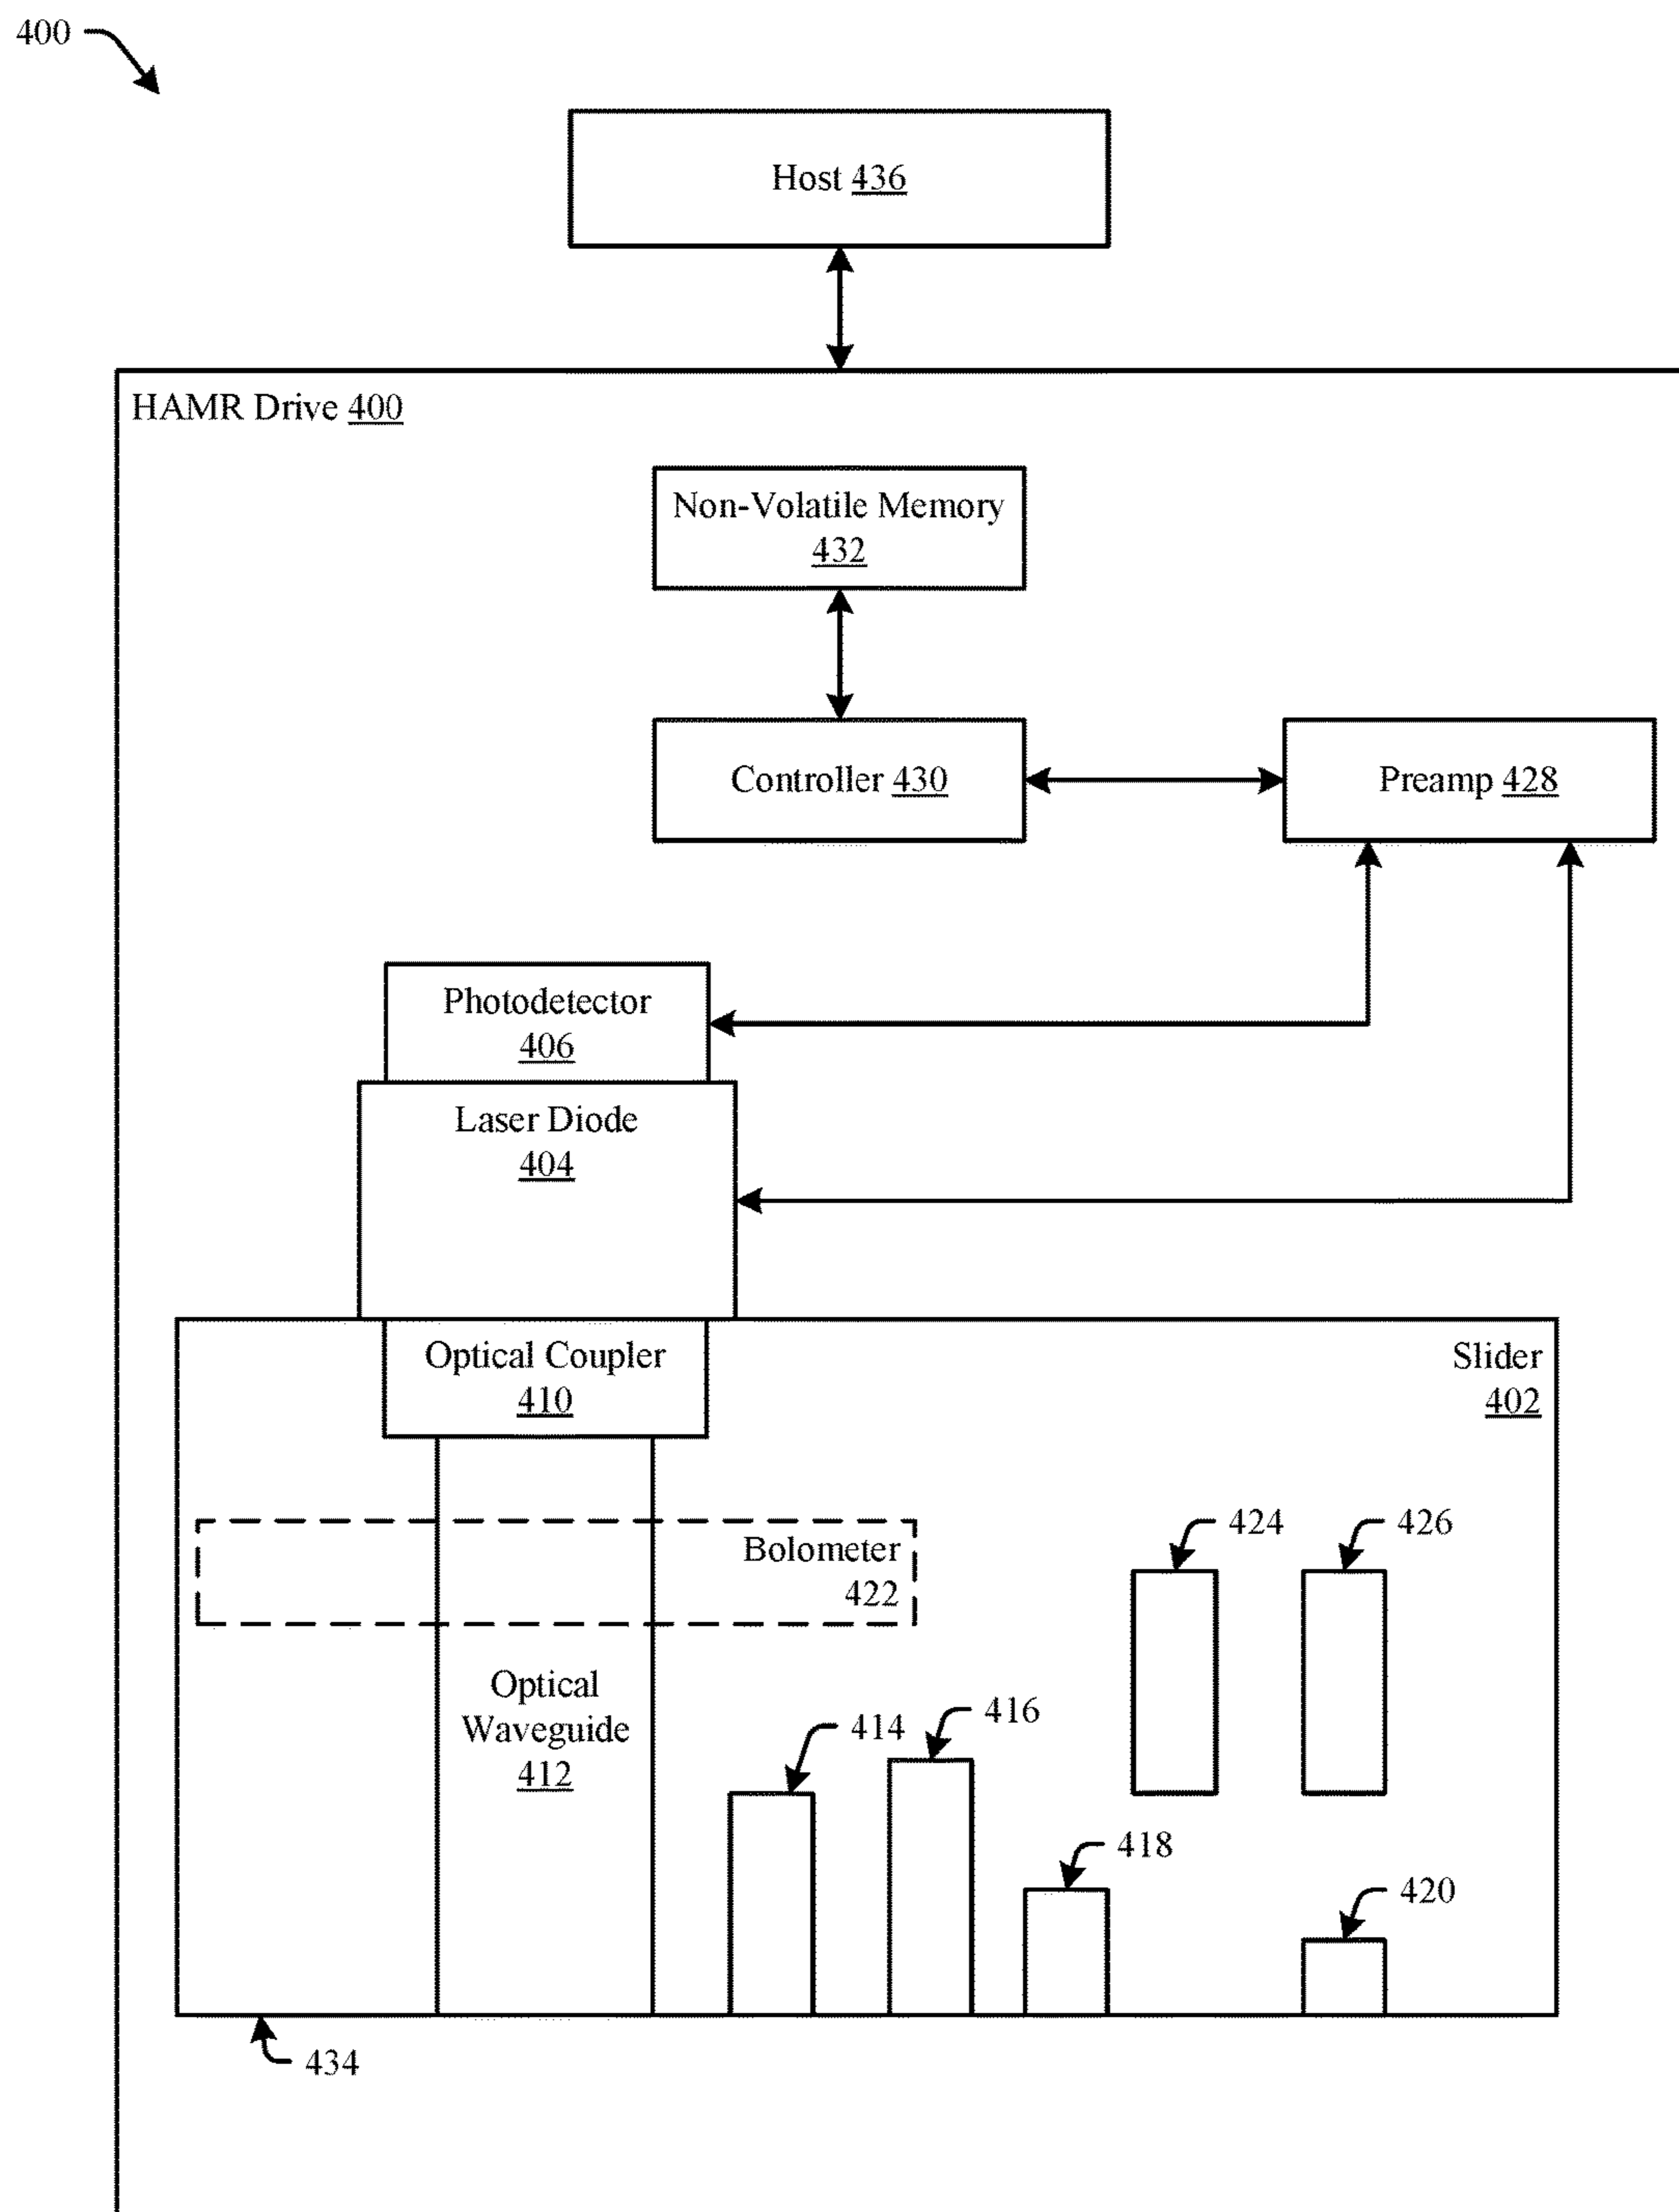 400
Host 436
HAMR Drive 400
Non-Volatile Memory
432
Controller 430
Preamp 428
Photodetector
406
Laser Diode
404
Optical Coupler
410
Slider
402
424
426
Bolometer
422
Optical
Waveguide
412
414
416
418
420
434